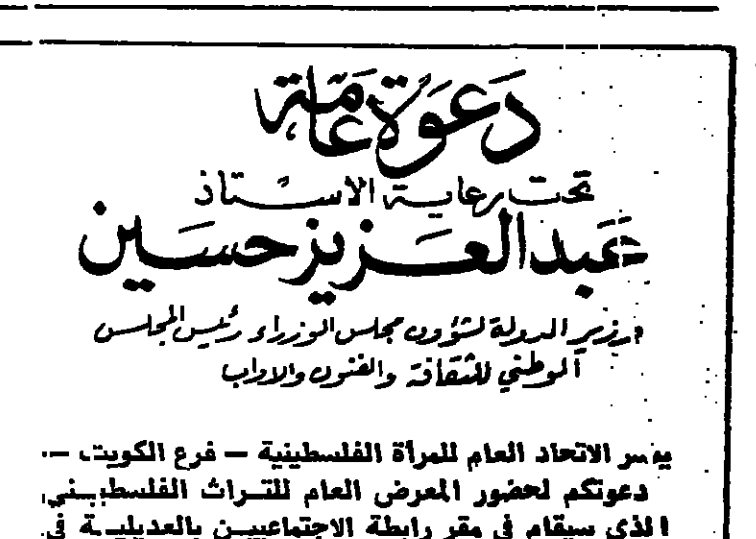 دعوة عامة
تحت رعاية الاستاذ
عبدالعزيز حسين
وزير الدولة لشؤون مجلس الوزراء رئيس المجلس
الوطني للثقافة والفنون والاداب
يسر الاتحاد العام للمرأة الفلسطينية — فرع الكويت —
دعوتكم لحضور المعرض العام للتراث الفلسطيني
الذي سيقام في مقر رابطة الاجتماعيين بالعديلية في